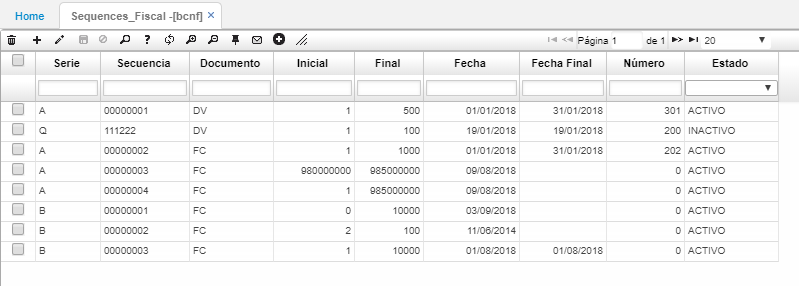 Home Sequences_Fiscal -[bcnf] ×
Página 1 de 1 20
Serie Secuencia Documento Inicial Final Fecha Fecha Final Número Estado
A 00000001 DV 1 500 01/01/2018 31/01/2018 301 ACTIVO
Q 111222 DV 1 100 19/01/2018 19/01/2018 200 INACTIVO
A 00000002 FC 1 1000 01/01/2018 31/01/2018 202 ACTIVO
A 00000003 FC 980000000 985000000 09/08/2018 0 ACTIVO
A 00000004 FC 1 985000000 09/08/2018 0 ACTIVO
B 00000001 FC 0 10000 03/09/2018 0 ACTIVO
B 00000002 FC 2 100 11/06/2014 0 ACTIVO
B 00000003 FC 1 10000 01/08/2018 01/08/2018 0 ACTIVO